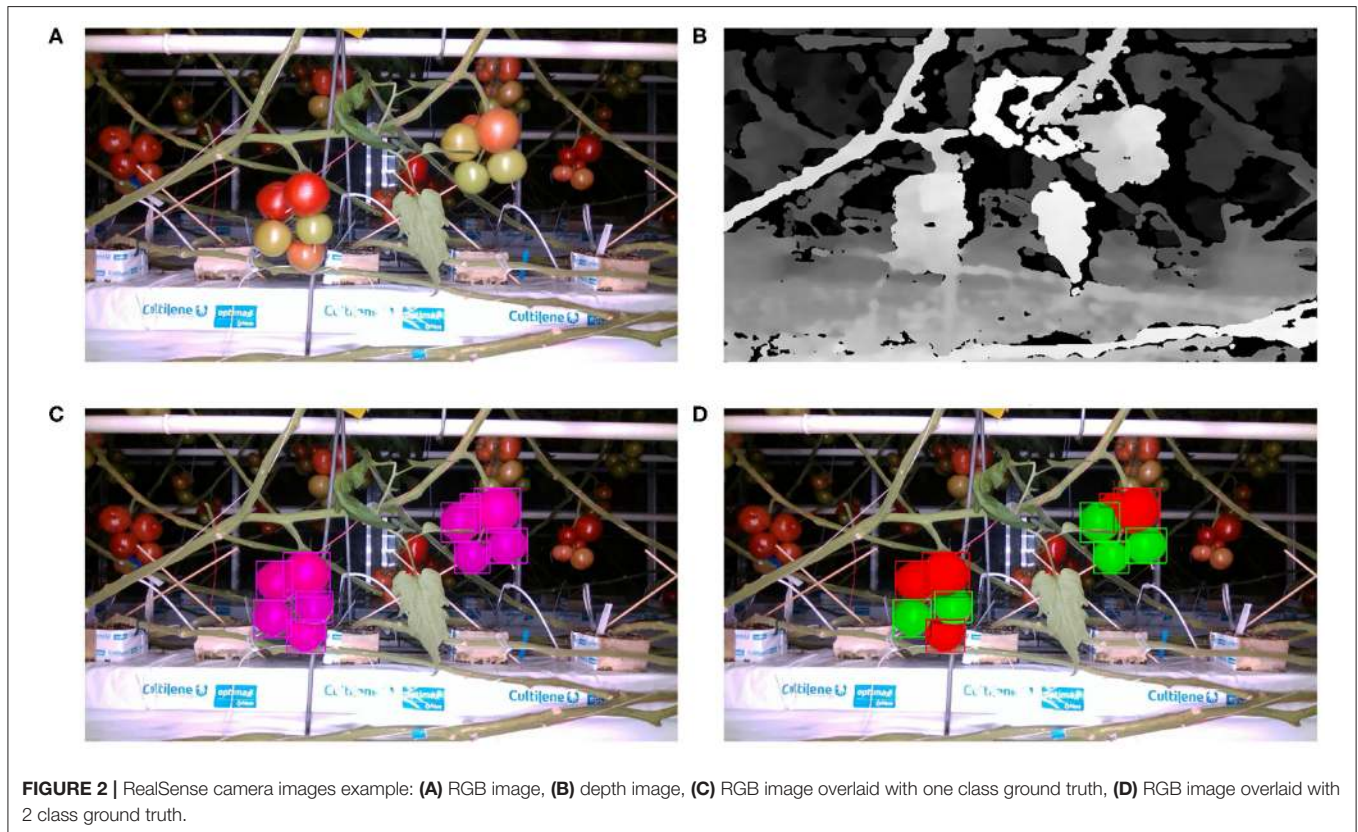 A
B
Cultilene
optimaxx
Cultilene
C
D
Cultilene
Cultilene
Cultilene
Cultilene
FIGURE 2 | RealSense camera images example: (A) RGB image, (B) depth image, (C) RGB image overlaid with one class ground truth, (D) RGB image overlaid with
2 class ground truth.